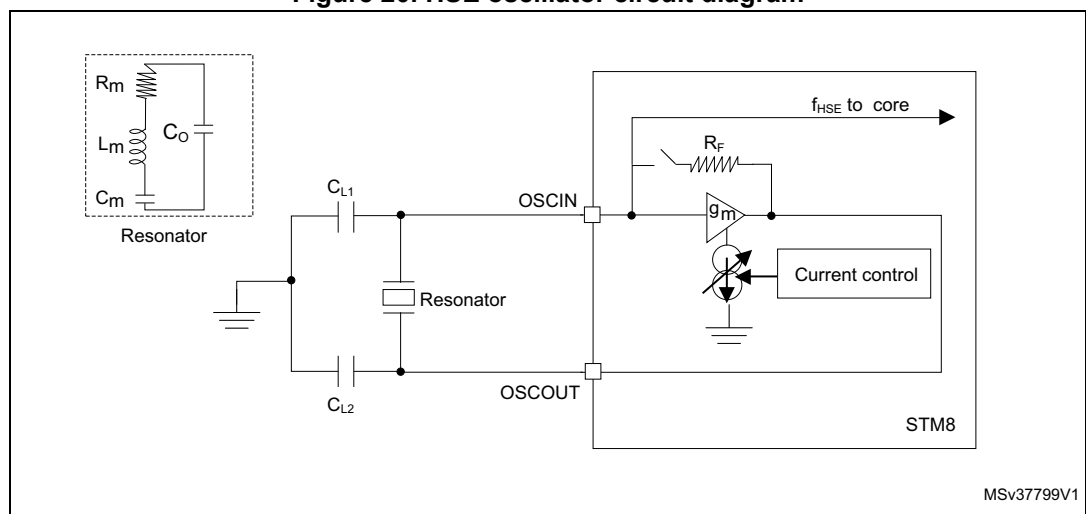 Figure 20. HSE oscillator circuit diagram
Rm
Lm
CO
Cm
Resonator
CL1
CL2
Resonator
OSCIN
OSCOUT
fHSE to core
RF
gm
Current control
STM8
MSv37799V1